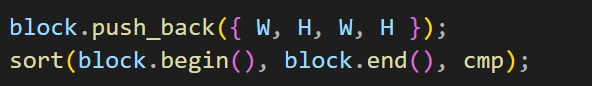 block.push_back({ W, H, W, H });
sort(block.begin(), block.end(), cmp);